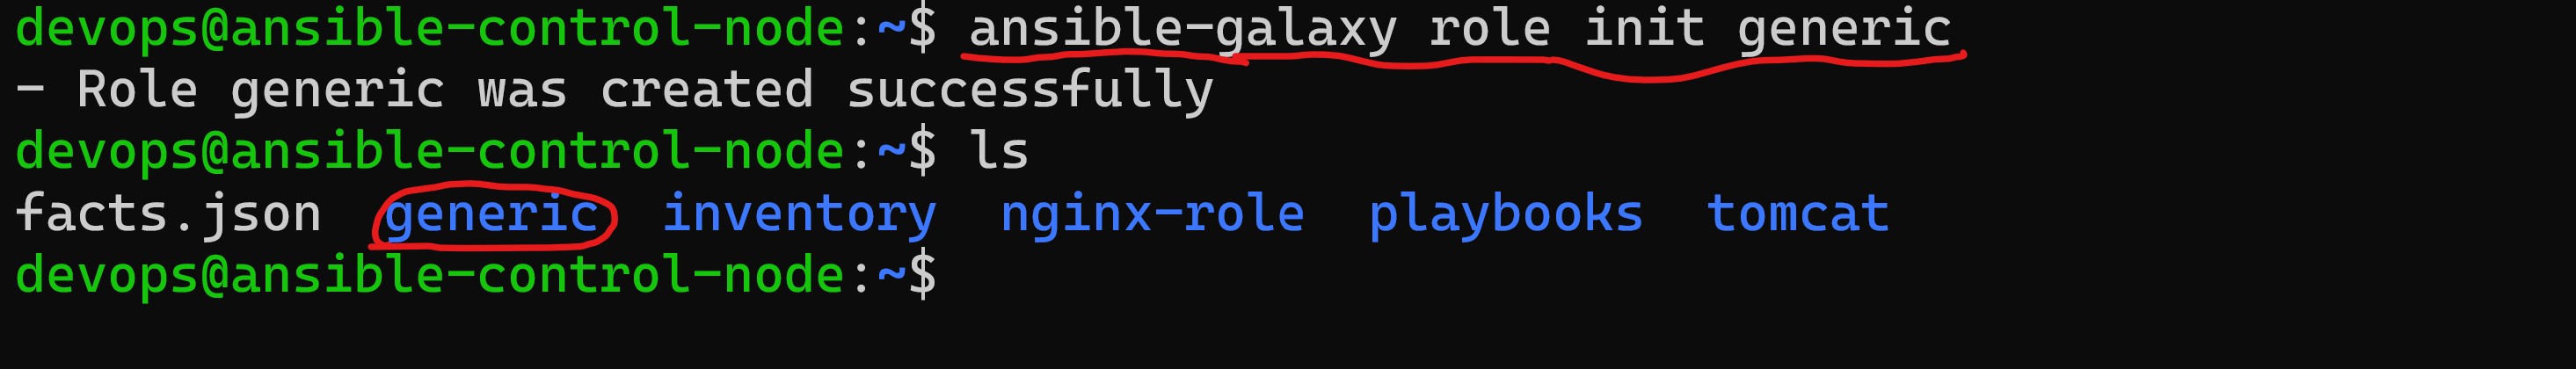 devops@ansible-control-node:~$ ansible-galaxy role init generic
- Role generic was created successfully
devops@ansible-control-node:~$ ls
facts.json  generic  inventory  nginx-role  playbooks  tomcat
devops@ansible-control-node:~$